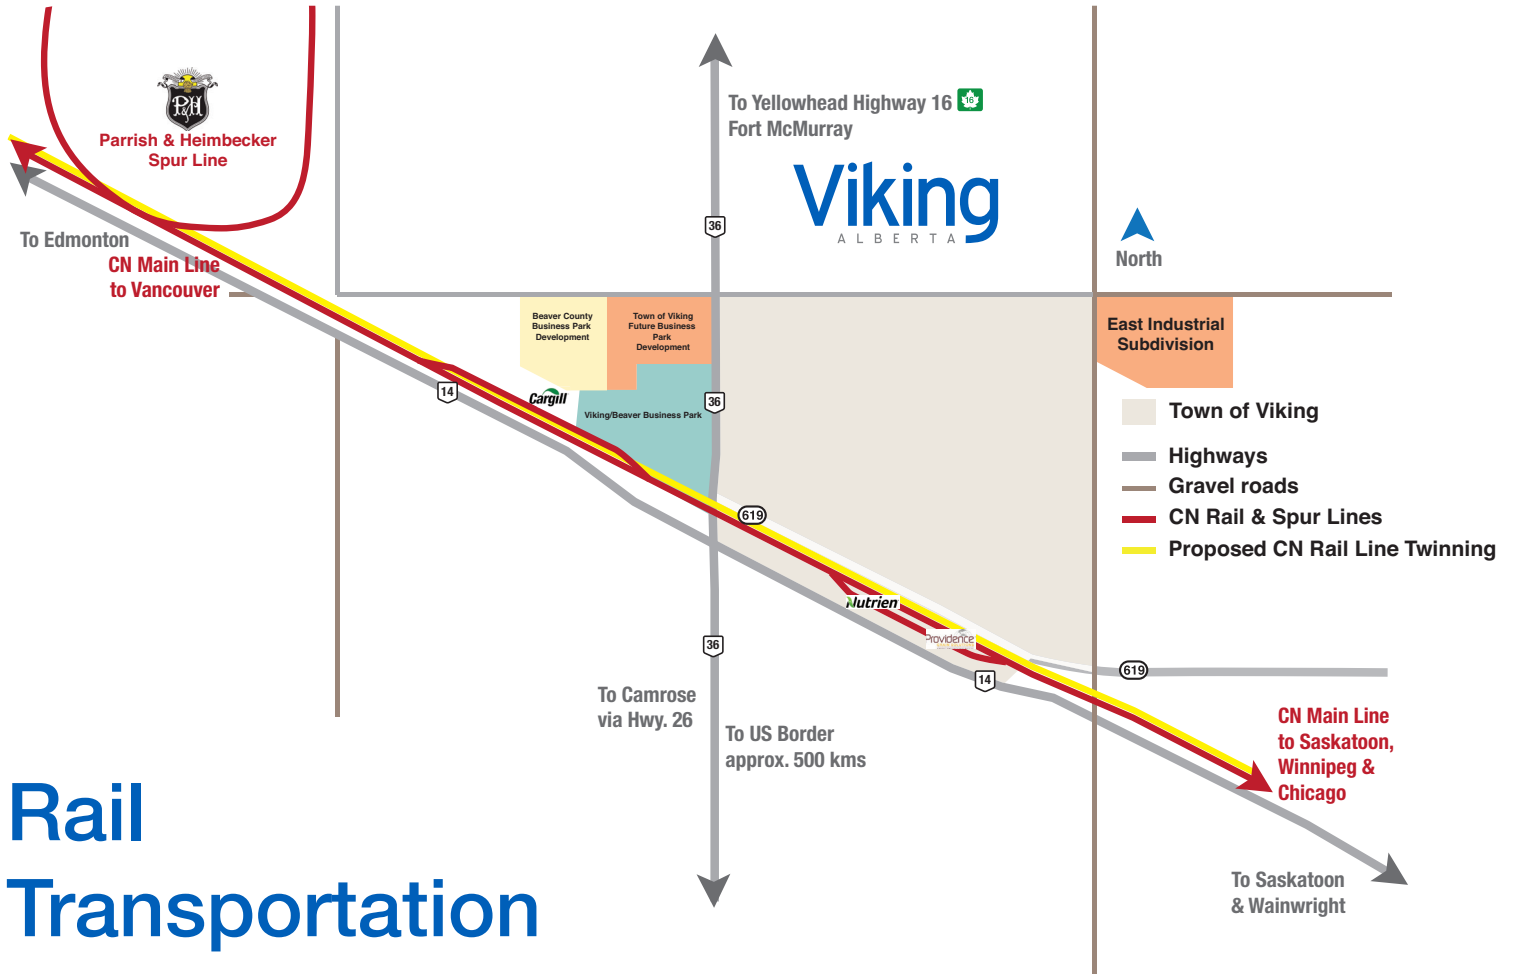 P&H
Parrish & Heimbecker
Spur Line
To Edmonton
CN Main Line
to Vancouver
To Yellowhead Highway 16
16
Fort McMurray
Viking
ALBERTA
36
North
Beaver County
Business Park
Development
Town of Viking
Future Business
Park
Development
East Industrial
Subdivision
14
Cargill
36
Viking/Beaver Business Park
Town of Viking
Highways
Gravel roads
CN Rail & Spur Lines
Proposed CN Rail Line Twinning
619
Nutrien
Providence
36
14
619
To Camrose
via Hwy. 26
To US Border
approx. 500 kms
CN Main Line
to Saskatoon,
Winnipeg &
Chicago
To Saskatoon
& Wainwright
Rail
Transportation